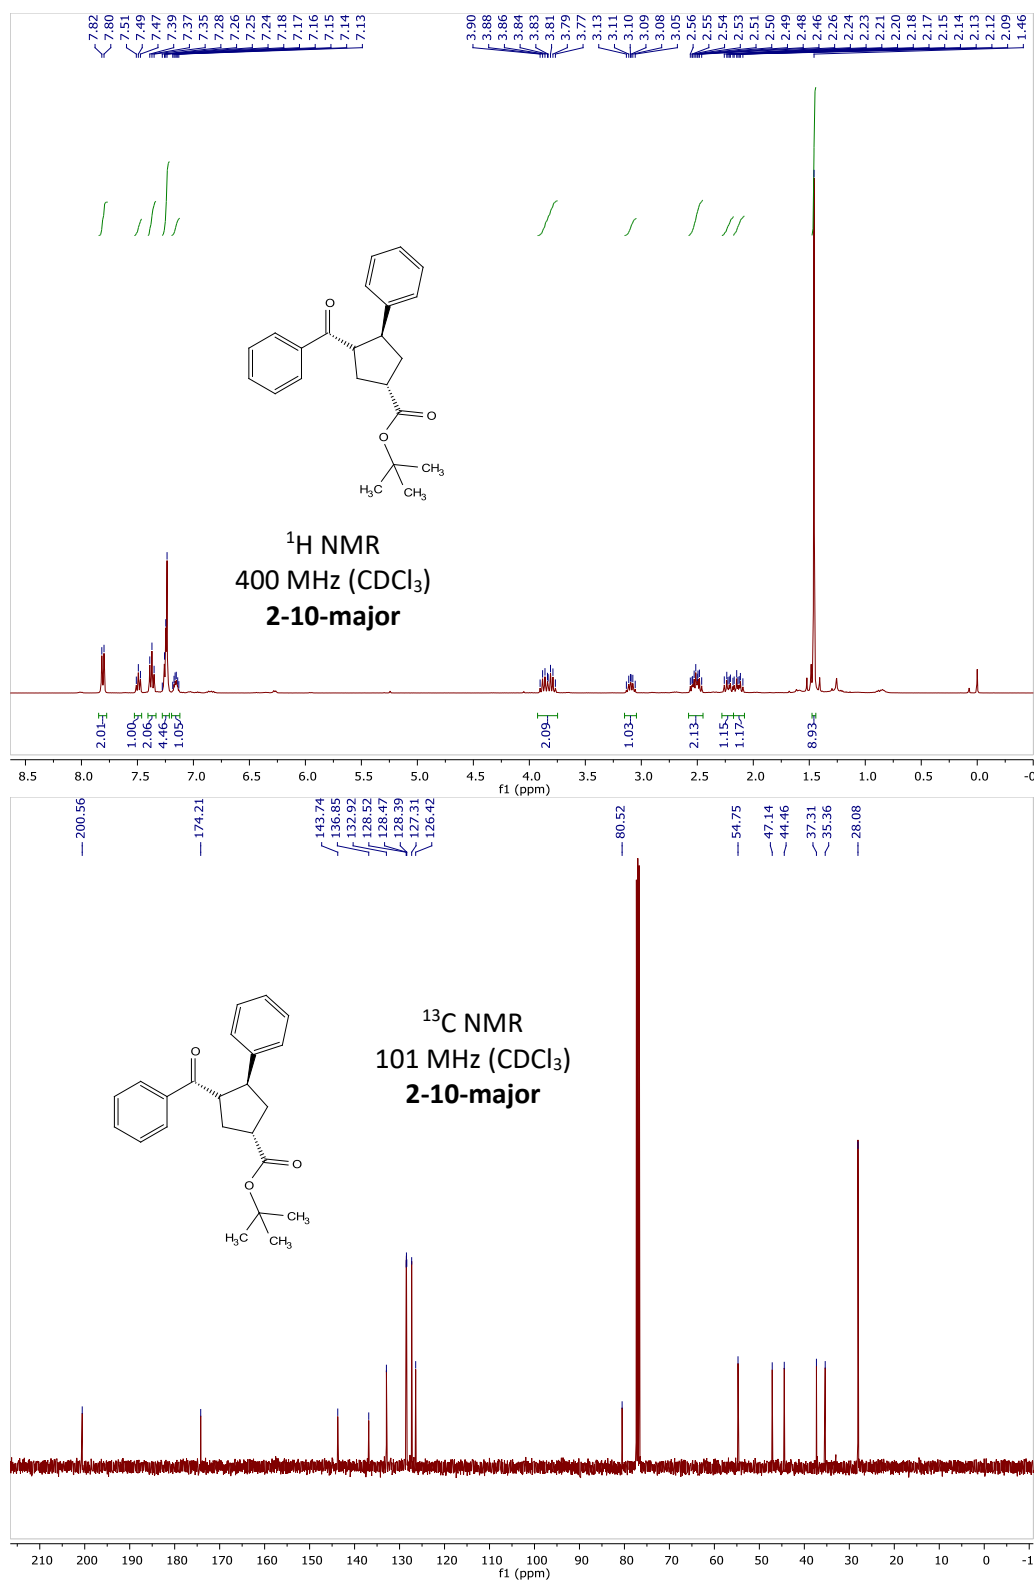 7.82 7.80 7.51 7.49 7.47 7.39 7.37 7.35 7.28 7.26 7.25 7.24 7.18 7.17 7.16 7.15 7.14 7.13 3.90 3.88 3.86 3.84 3.83 3.81 3.79 3.77 3.13 3.11 3.10 3.09 3.08 3.05 2.56 2.55 2.54 2.53 2.51 2.50 2.49 2.48 2.46 2.26 2.24 2.23 2.21 2.20 2.18 2.17 2.15 2.14 2.13 2.12 2.09 1.46
O
O
O
CH₃
H₃C
CH₃
¹H NMR
400 MHz (CDCl₃)
2-10-major
2.01 1.00 2.06 4.46 1.05 2.09 1.03 2.13 1.15 1.17 8.93
8.5 8.0 7.5 7.0 6.5 6.0 5.5 5.0 4.5 4.0 3.5 3.0 2.5 2.0 1.5 1.0 0.5 0.0 -0
f1 (ppm)
200.56 174.21 143.74 136.85 132.92 128.52 128.47 128.39 127.31 126.42 80.52 54.75 47.14 44.46 37.31 35.36 28.08
¹³C NMR
101 MHz (CDCl₃)
2-10-major
O
O
O
CH₃
H₃C
CH₃
210 200 190 180 170 160 150 140 130 120 110 100 90 80 70 60 50 40 30 20 10 0 -1
f1 (ppm)